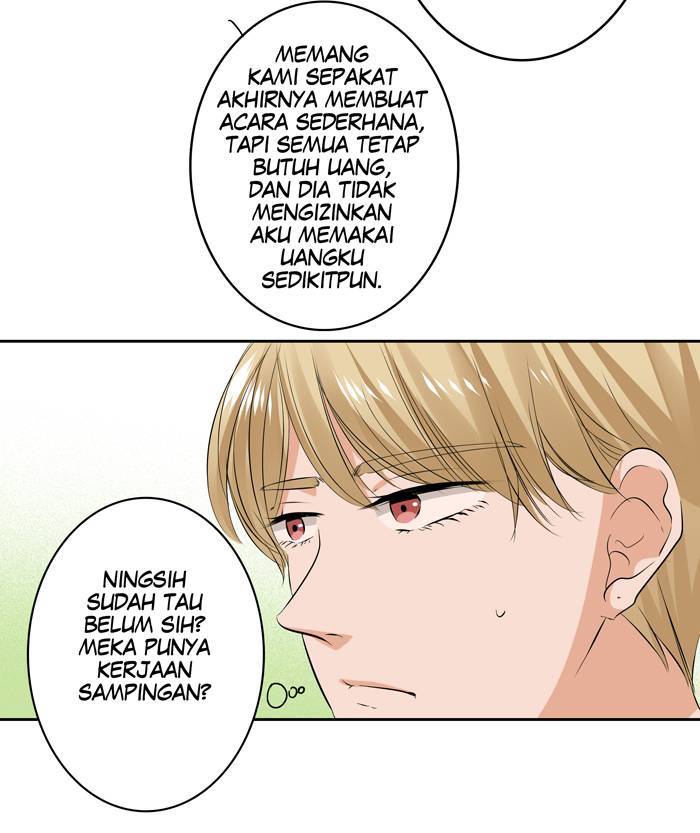 MEMANG
KAMI SEPAKAT
AKHIRNYA MEMBUAT
ACARA SEDERHANA,
TAPI SEMUA TETAP
BUTUH UANG,
DAN DIA TIDAK
MENGIZINKAN
AKU MEMAKAI
UANGKU
SEDIKITPUN.
NINGSIH
SUDAH TAU
BELUM SIH?
MEKA PUNYA
KERJAAN
SAMPINGAN?